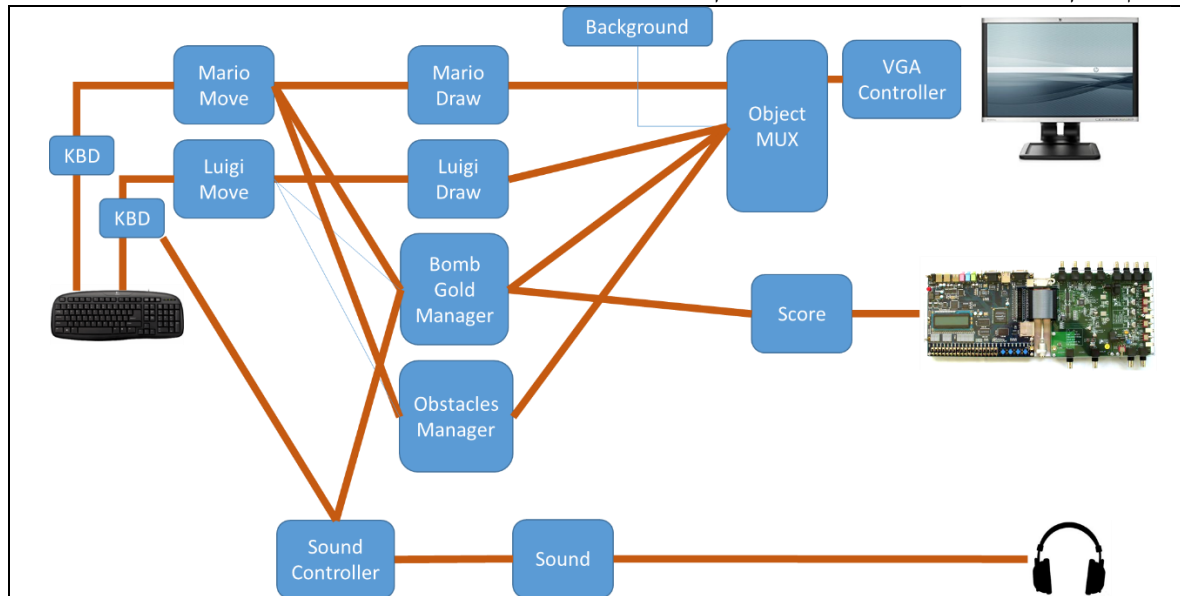 Background
Mario
Move
Mario
Draw
VGA
Controller
Object
MUX
KBD
Luigi
Move
Luigi
Draw
KBD
Bomb
Gold
Manager
Score
Obstacles
Manager
Sound
Controller
Sound